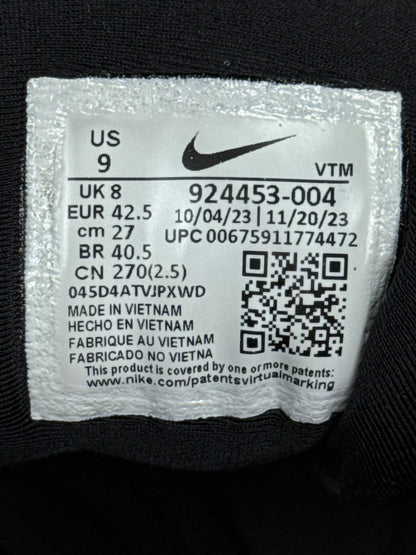 US
9
VTM
UK 8
924453-004
EUR 42.5
10/04/23 | 11/20/23
cm 27
UPC 00675911774472
BR 40.5
CN 270(2.5)
045D4ATVJPXWD
MADE IN VIETNAM
HECHO EN VIETNAM
FABRIQUE AU VIETNAM
FABRICADO NO VIETNA
This product is covered by one or more patents:
www.nike.com/patentsvirtualmarking